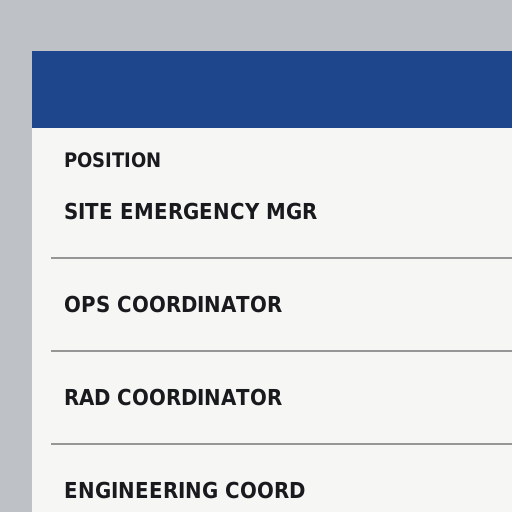 POSITION
SITE EMERGENCY MGR
OPS COORDINATOR
RAD COORDINATOR
ENGINEERING COORD